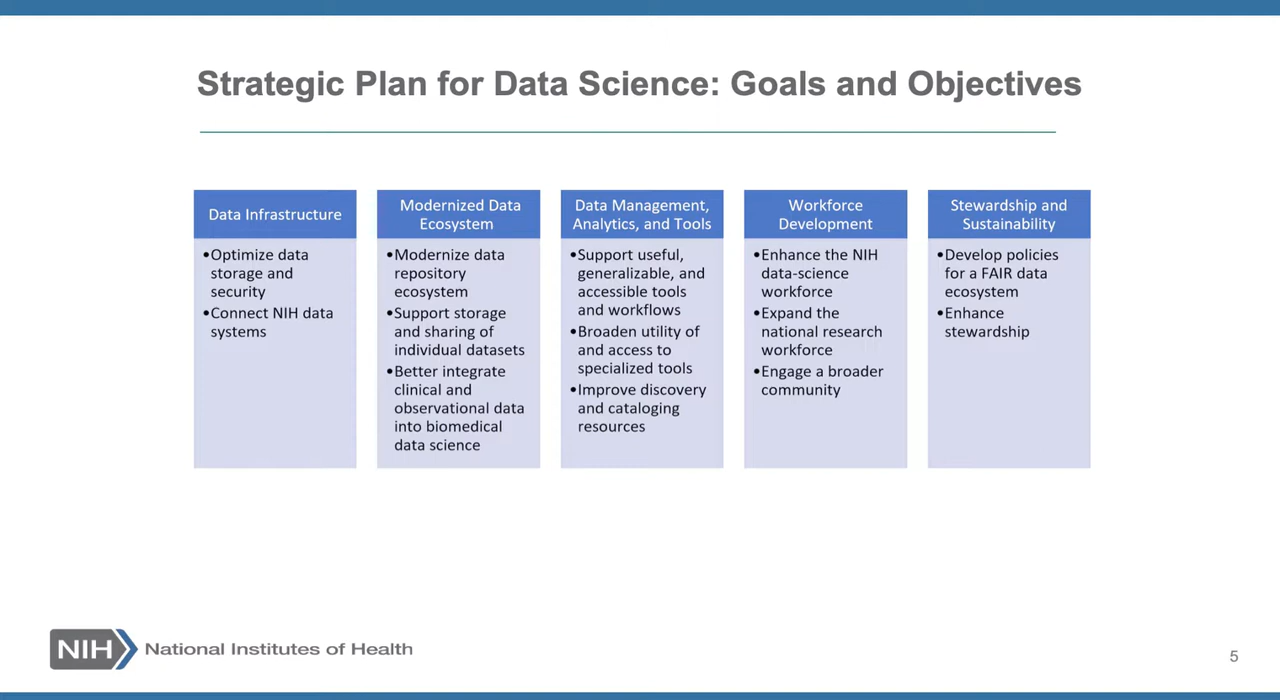 Strategic Plan for Data Science: Goals and Objectives
Data Infrastructure
•Optimize data
storage and
security
•Connect NIH data
systems
Modernized Data
Ecosystem
•Modernize data
repository
ecosystem
•Support storage
and sharing of
individual datasets
•Better integrate
clinical and
observational data
into biomedical
data science
Data Management,
Analytics, and Tools
•Support useful,
generalizable, and
accessible tools
and workflows
•Broaden utility of
and access to
specialized tools
•Improve discovery
and cataloging
resources
Workforce
Development
•Enhance the NIH
data-science
workforce
•Expand the
national research
workforce
•Engage a broader
community
Stewardship and
Sustainability
•Develop policies
for a FAIR data
ecosystem
•Enhance
stewardship
NIH National Institutes of Health
5